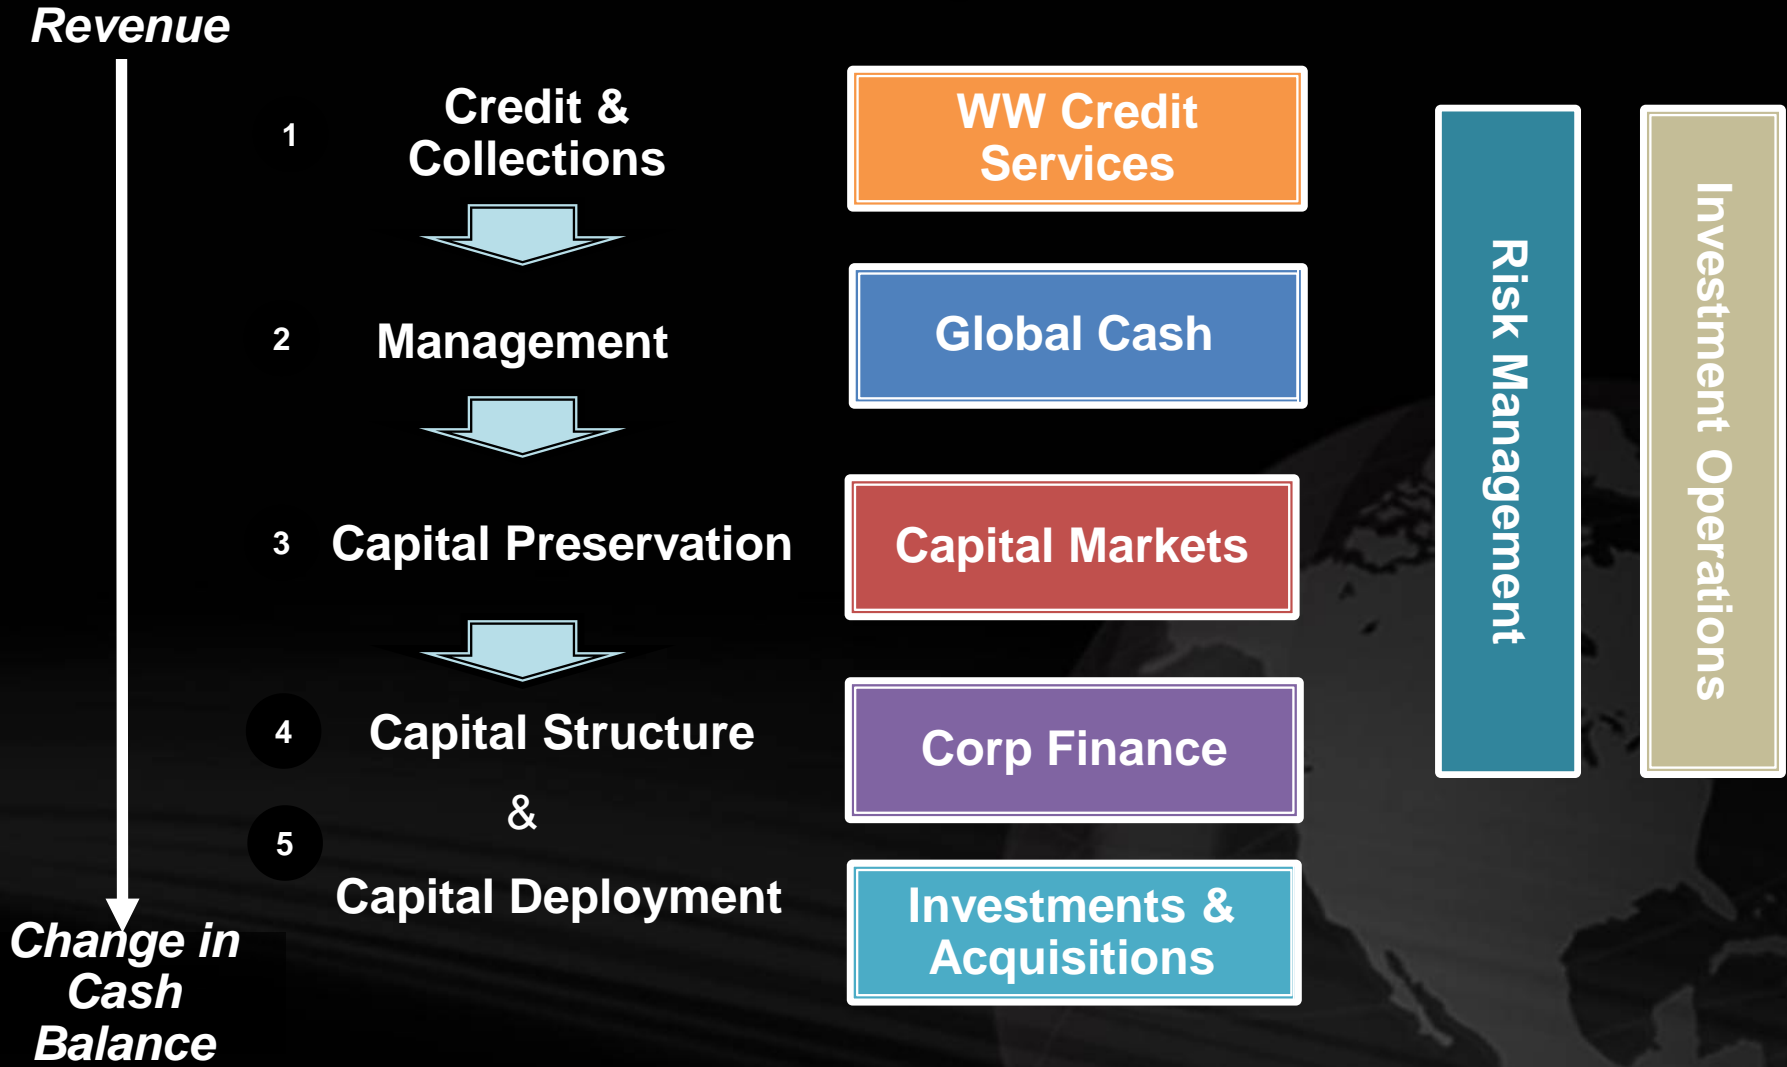 Revenue
1
Credit &
Collections
WW Credit
Services
2
Management
Global Cash
3
Capital Preservation
Capital Markets
4
Capital Structure
Corp Finance
&
5
Capital Deployment
Investments &
Acquisitions
Change in
Cash
Balance
Risk Management
Investment Operations